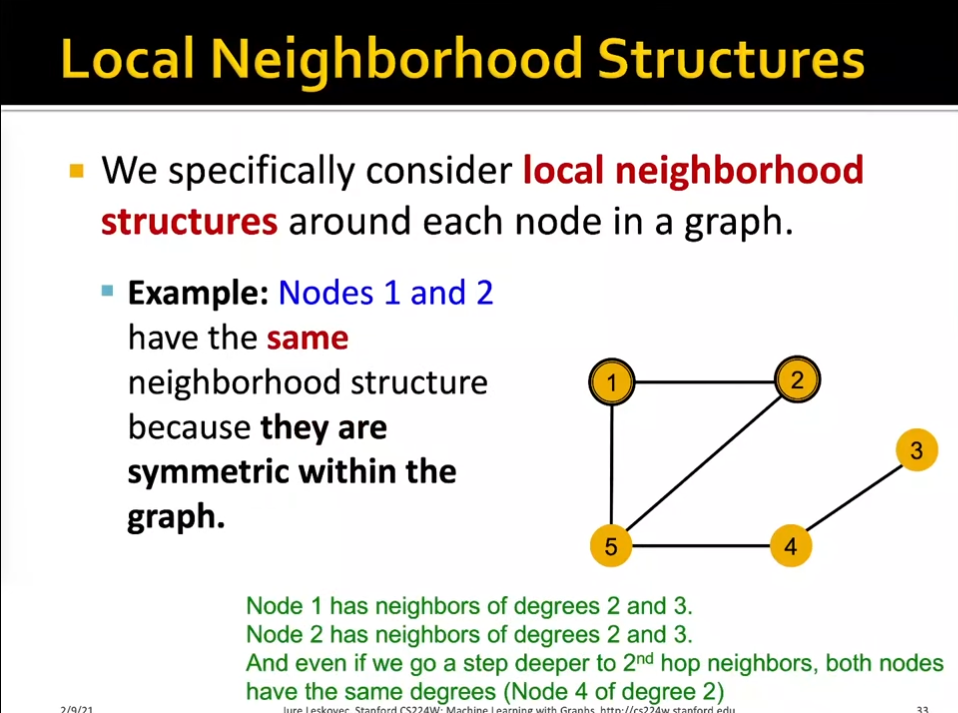 Local Neighborhood Structures
We specifically consider local neighborhood
structures around each node in a graph.
Example: Nodes 1 and 2
have the same
neighborhood structure
because they are
symmetric within the
graph.
1
2
3
5
4
Node 1 has neighbors of degrees 2 and 3.
Node 2 has neighbors of degrees 2 and 3.
And even if we go a step deeper to 2nd hop neighbors, both nodes
have the same degrees (Node 4 of degree 2)
2/9/21
Jure Leskovec, Stanford CS224W: Machine Learning with Graphs, http://cs224w.stanford.edu
33